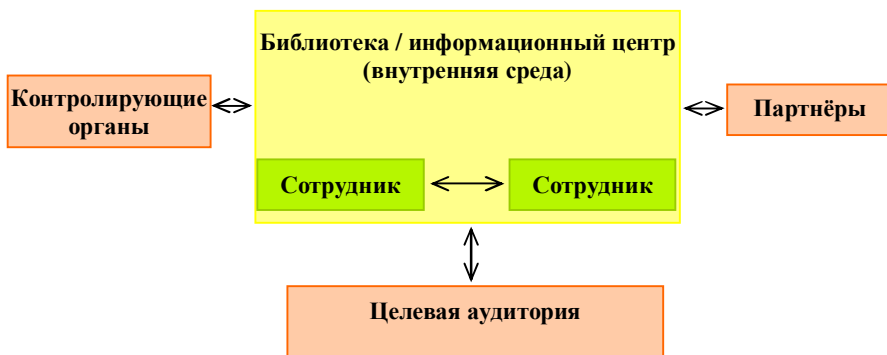 Библиотека / информационный центр
(внутренняя среда)
Контролирующие
органы
Партнёры
Сотрудник
Сотрудник
Целевая аудитория